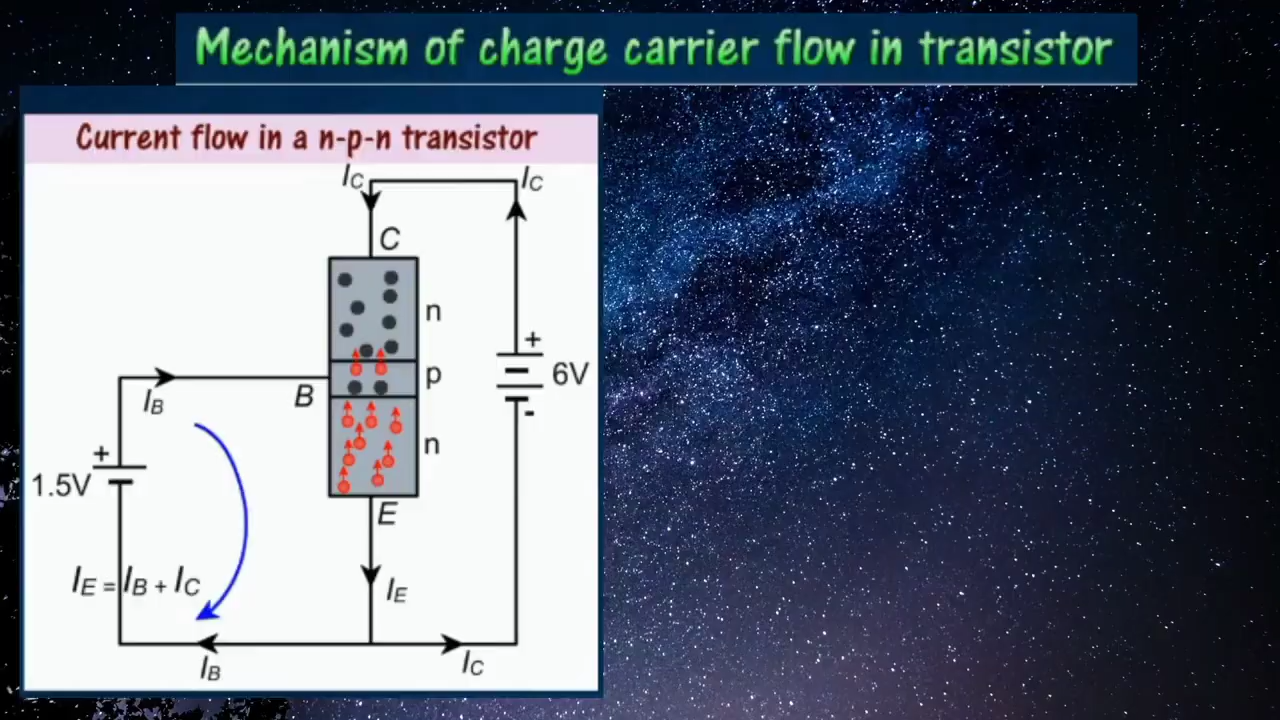 Mechanism of charge carrier flow in transistor
Current flow in a n-p-n transistor
IC
IC
C
n
+
6V
p
B
IB
-
n
+
1.5V
E
IE = IB + IC
IE
IB
IC